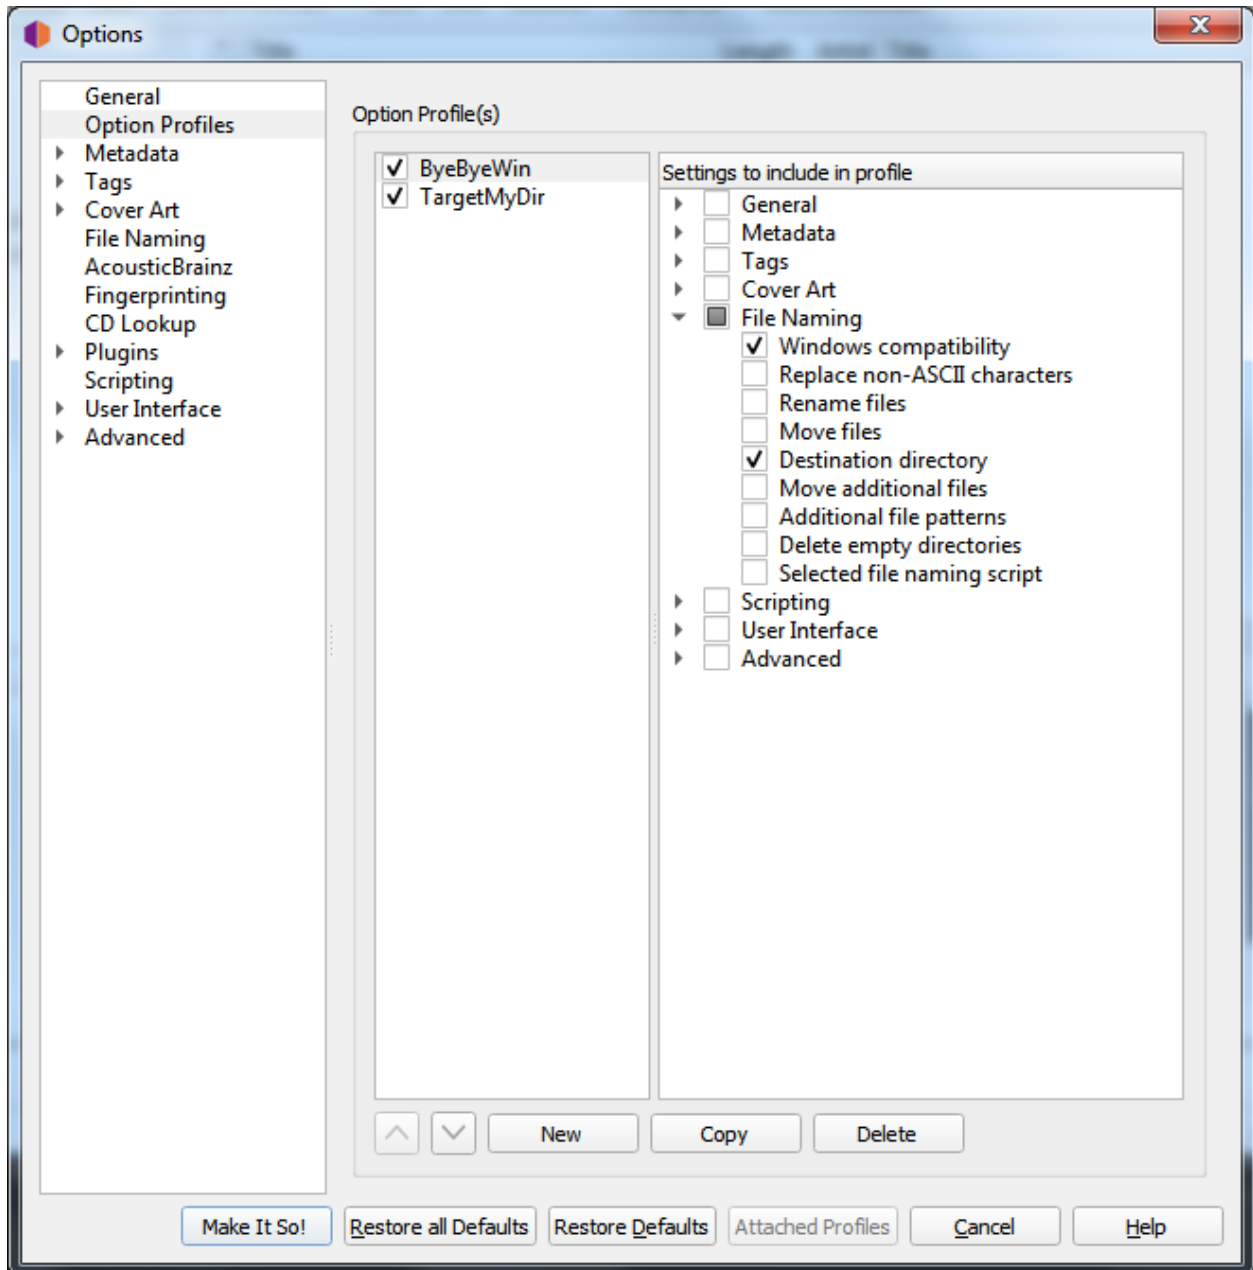 Options
General
Option Profiles
Metadata
Tags
Cover Art
File Naming
AcousticBrainz
Fingerprinting
CD Lookup
Plugins
Scripting
User Interface
Advanced
Option Profile(s)
ByeByeWin
TargetMyDir
Settings to include in profile
General
Metadata
Tags
Cover Art
File Naming
Windows compatibility
Replace non-ASCII characters
Rename files
Move files
Destination directory
Move additional files
Additional file patterns
Delete empty directories
Selected file naming script
Scripting
User Interface
Advanced
New Copy Delete
Make It So! Restore all Defaults Restore Defaults Attached Profiles Cancel Help